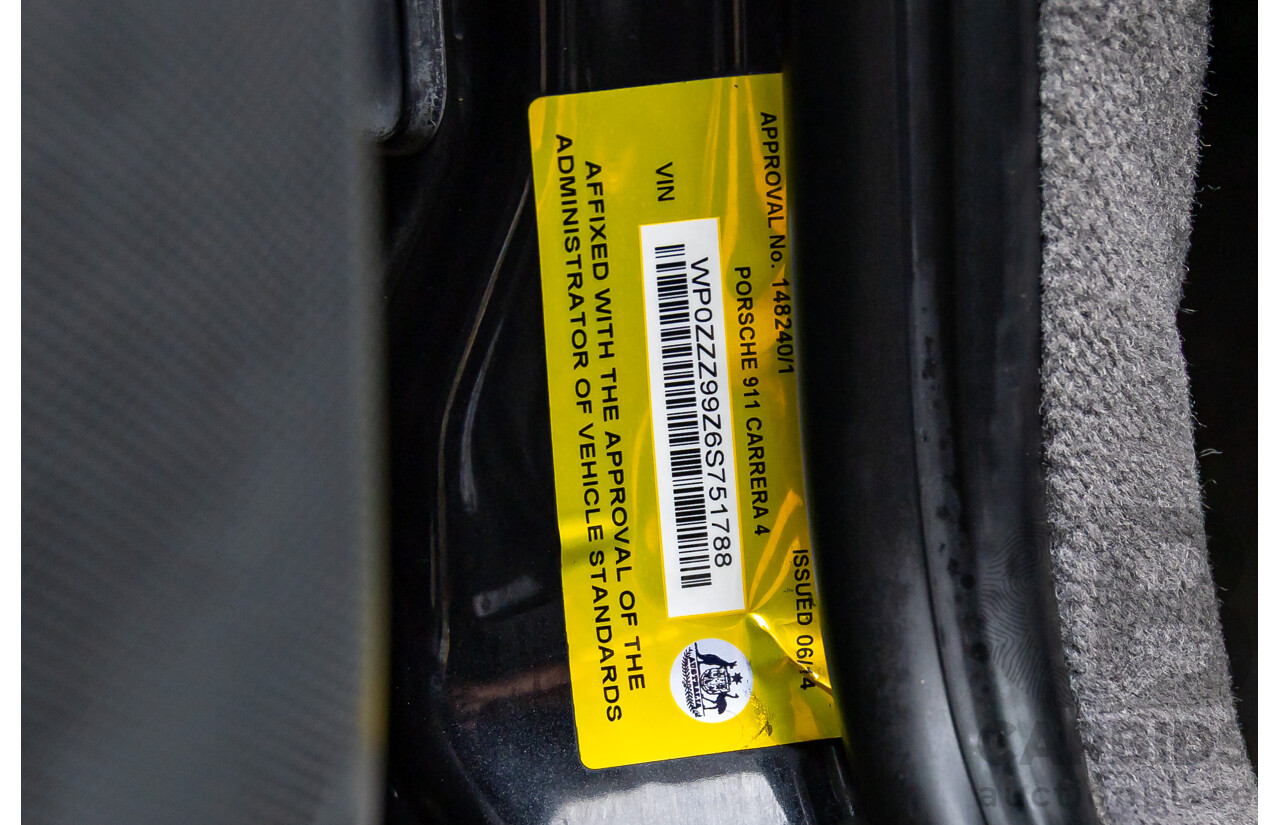 APPROVAL No. 148240/1 ISSUED 06/14
PORSCHE 911 CARRERA 4
VIN WP0ZZZ99Z6S751788
AUSTRALIA
AFFIXED WITH THE APPROVAL OF THE
ADMINISTRATOR OF VEHICLE STANDARDS